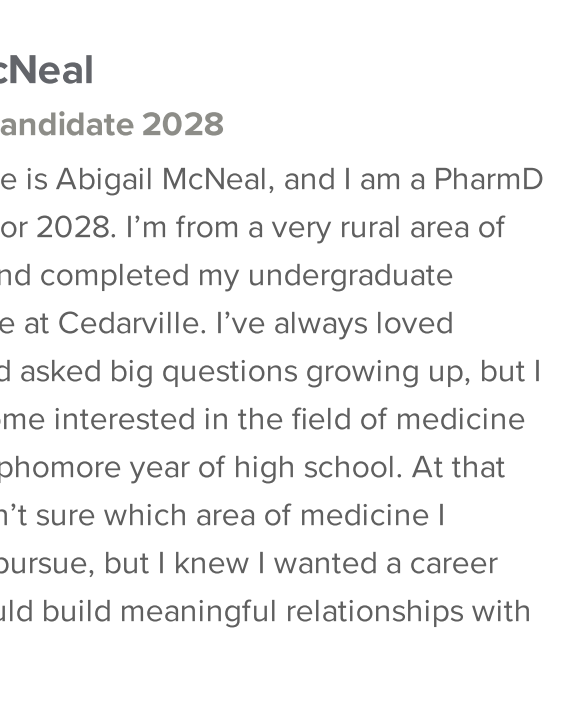 cNeal
andidate 2028
e is Abigail McNeal, and I am a PharmD
or 2028. I’m from a very rural area of
nd completed my undergraduate
e at Cedarville. I’ve always loved
d asked big questions growing up, but I
me interested in the field of medicine
phomore year of high school. At that
n’t sure which area of medicine I
pursue, but I knew I wanted a career
uld build meaningful relationships with